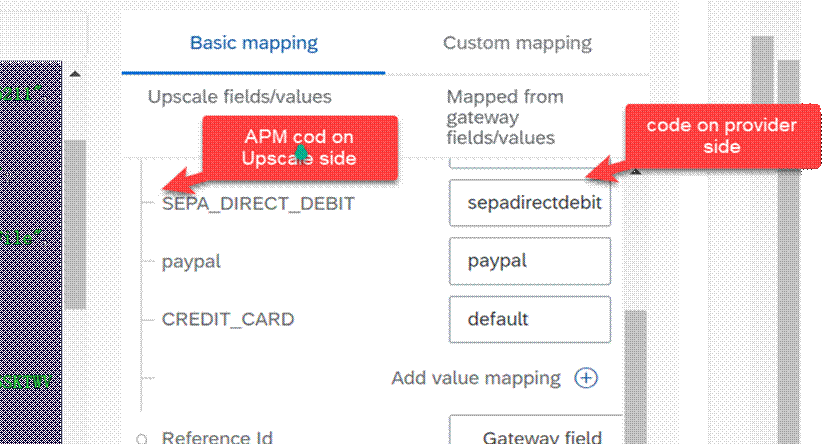 Basic mapping
Custom mapping
Upscale fields/values
Mapped from
gateway
fields/values
APM cod on
Upscale side
code on provider
side
SEPA_DIRECT_DEBIT
sepadirectdebit
paypal
paypal
CREDIT_CARD
default
Add value mapping
Reference Id
Gateway field